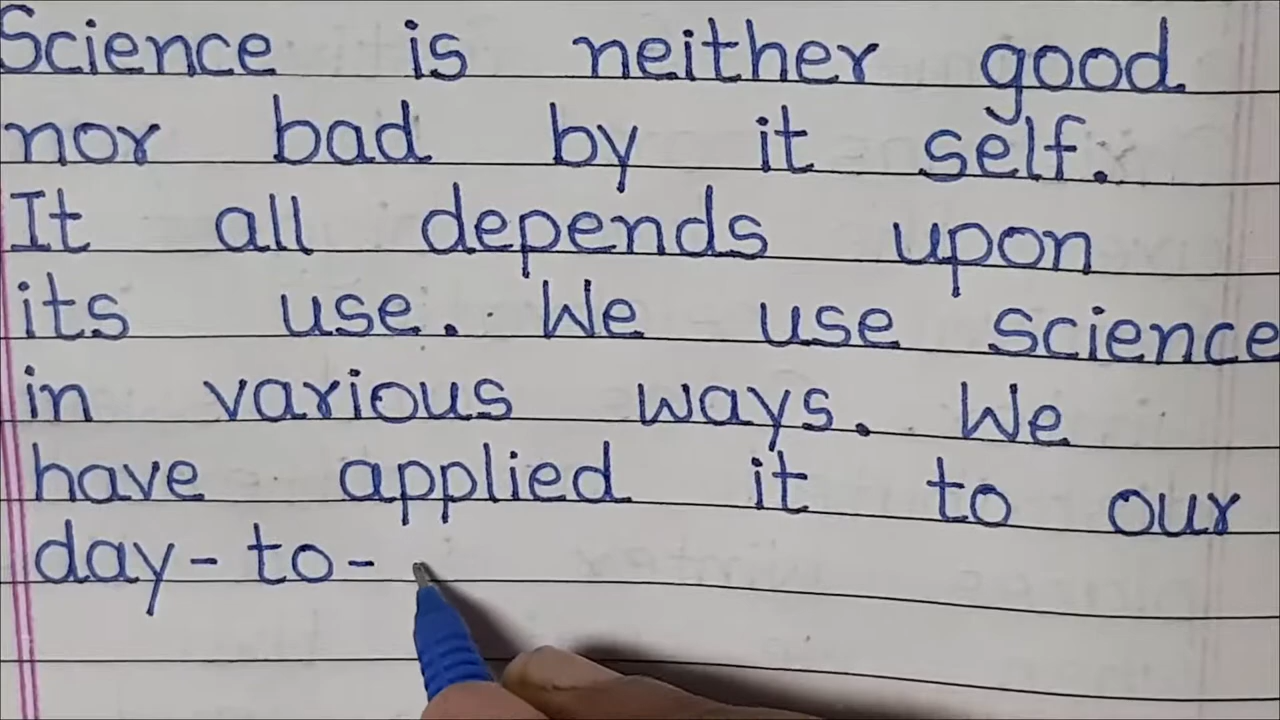 Science is neither good
nor bad by it self.
It all depends upon
its use. We use science
in various ways. We
have applied it to our
day-to-